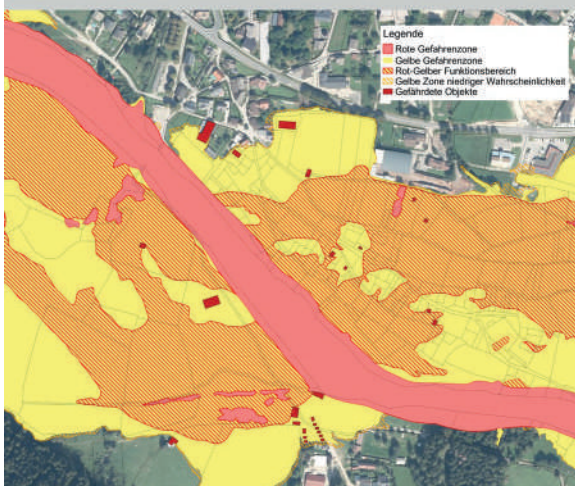 Legende
Rote Gefahrenzone
Gelbe Gefahrenzone
Rot-Gelber Funktionsbereich
Gelbe Zone niedriger Wahrscheinlichkeit
Gefährdete Objekte